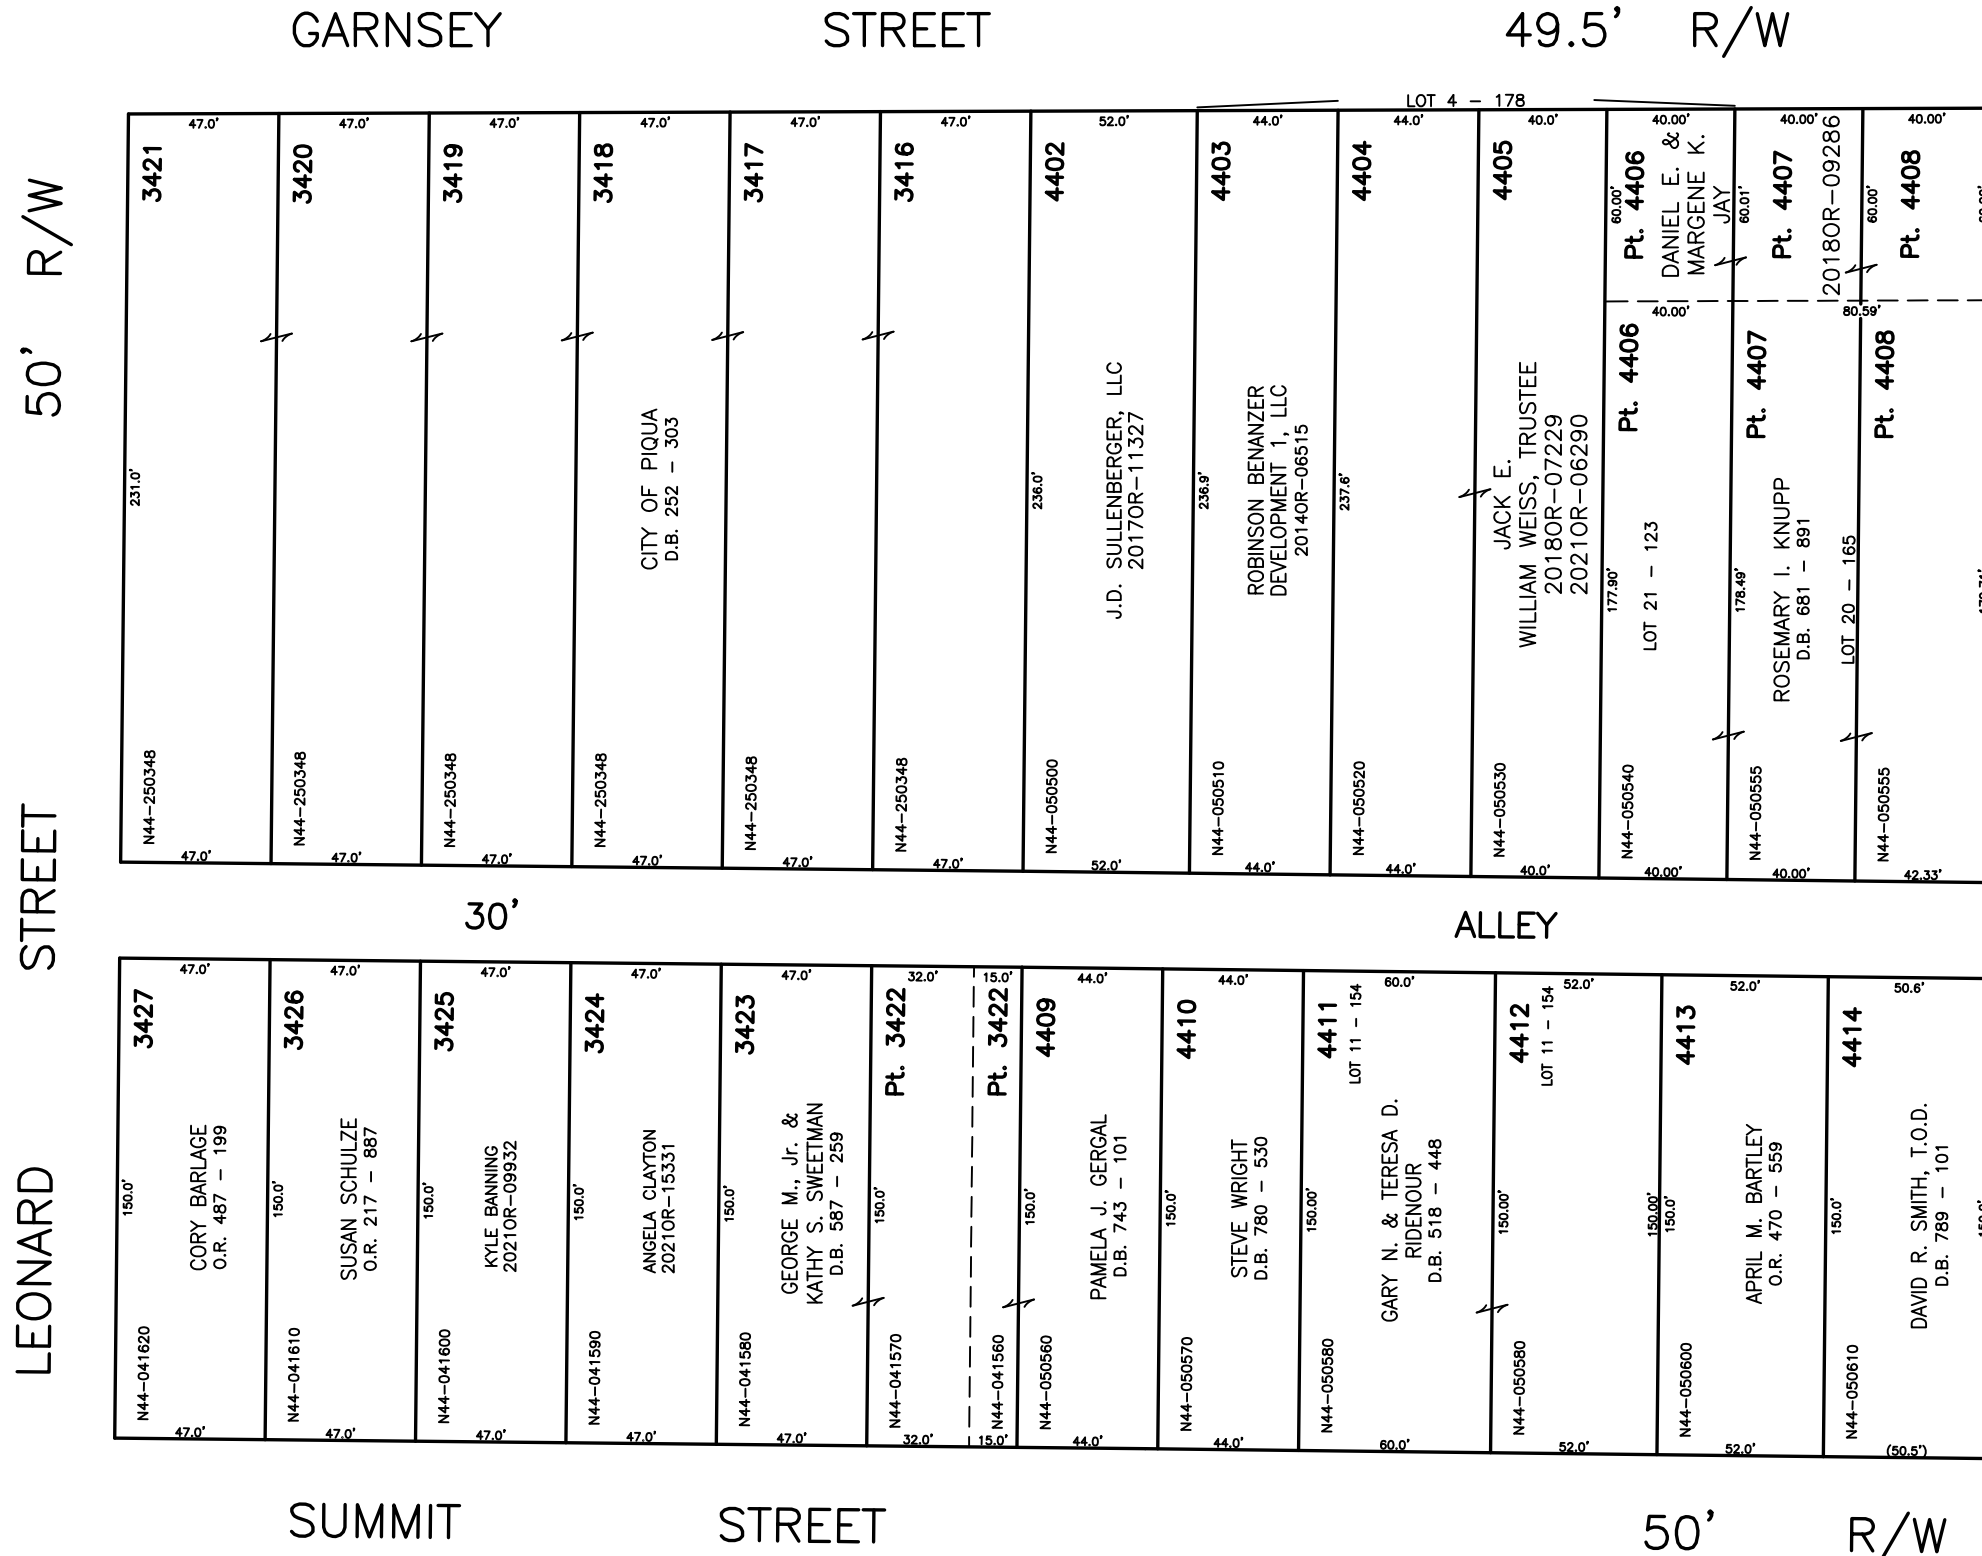 GARNSEY STREET 49.5' R/W
LOT 4 - 178
47.0' 47.0' 47.0' 47.0' 47.0' 47.0' 52.0' 44.0' 44.0' 40.0' 40.00' 40.00' 40.00'
3421
3420
3419
3418
3417
3416
4402
4403
4404
4405
60.00'
Pt. 4406
DANIEL E. &
MARGENE K.
JAY
60.01'
Pt. 4407
2018OR-09286
60.00'
Pt. 4408
40.00'
80.59'
231.0'
CITY OF PIQUA
D.B. 252 - 303
236.0'
J.D. SULLENBERGER, LLC
2017OR-11327
236.9'
ROBINSON BENANZER
DEVELOPMENT 1, LLC
2014OR-06515
237.6'
JACK E.
WILLIAM WEISS, TRUSTEE
2018OR-07229
2021OR-06290
177.90'
Pt. 4406
LOT 21 - 123
178.49'
Pt. 4407
ROSEMARY I. KNUPP
D.B. 681 - 891
LOT 20 - 165
Pt. 4408
N44-250348
N44-250348
N44-250348
N44-250348
N44-250348
N44-250348
N44-050500
N44-050510
N44-050520
N44-050530
N44-050540
N44-050555
N44-050555
47.0' 47.0' 47.0' 47.0' 47.0' 47.0' 52.0' 44.0' 44.0' 40.0' 40.00' 40.00' 42.33'
30' ALLEY
47.0' 47.0' 47.0' 47.0' 47.0' 32.0' 15.0' 44.0' 44.0' 60.0' 52.0' 52.0' 50.6'
3427
3426
3425
3424
3423
Pt. 3422
Pt. 3422
4409
4410
4411
LOT 11 - 154
4412
LOT 11 - 154
4413
4414
150.0'
CORY BARLAGE
O.R. 487 - 199
150.0'
SUSAN SCHULZE
O.R. 217 - 887
150.0'
KYLE BANNING
2021OR-09932
150.0'
ANGELA CLAYTON
2021OR-15331
150.0'
GEORGE M., Jr. &
KATHY S. SWEETMAN
D.B. 587 - 259
150.0'
150.0'
PAMELA J. GERGAL
D.B. 743 - 101
150.0'
STEVE WRIGHT
D.B. 780 - 530
150.00'
GARY N. & TERESA D.
RIDENOUR
D.B. 518 - 448
150.00'
150.00'
150.0'
APRIL M. BARTLEY
O.R. 470 - 559
150.0'
DAVID R. SMITH, T.O.D.
D.B. 789 - 101
N44-041620
N44-041610
N44-041600
N44-041590
N44-041580
N44-041570
N44-041560
N44-050560
N44-050570
N44-050580
N44-050580
N44-050600
N44-050610
47.0' 47.0' 47.0' 47.0' 47.0' 32.0' 15.0' 44.0' 44.0' 60.0' 52.0' 52.0' (50.5')
LEONARD STREET 50' R/W
SUMMIT STREET 50' R/W